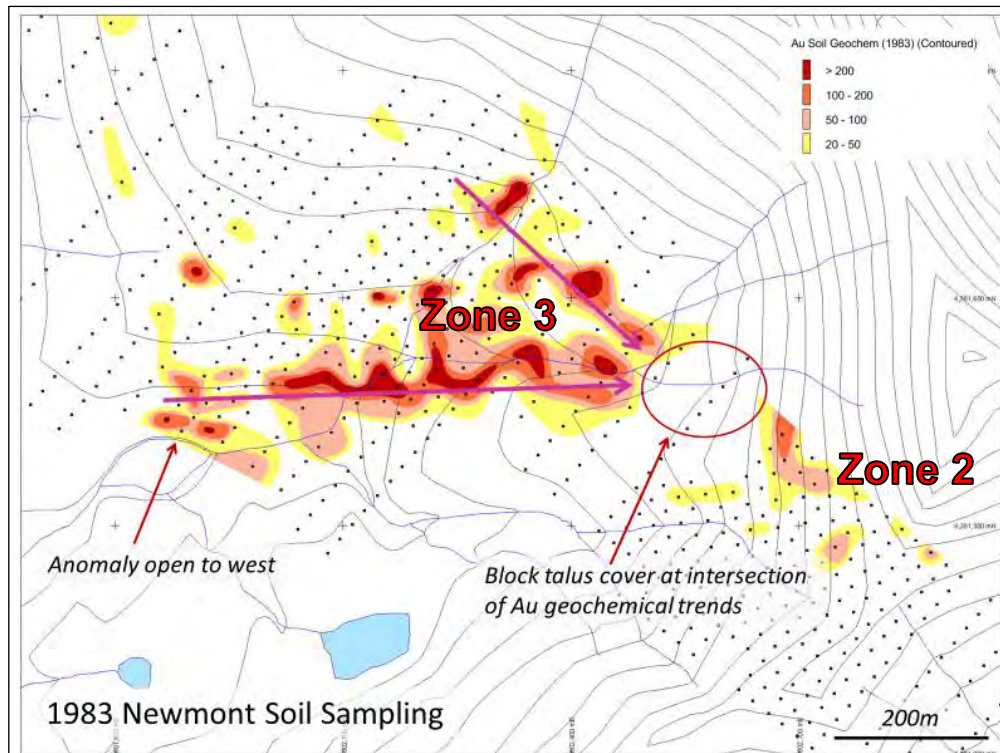 Au Soil Geochem (1983) (Contoured)
> 200
100 - 200
50 - 100
20 - 50
Zone 3
Zone 2
Anomaly open to west
Block talus cover at intersection
of Au geochemical trends
1983 Newmont Soil Sampling
200m